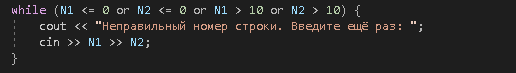 while (N1 <= 0 or N2 <= 0 or N1 > 10 or N2 > 10) {
cout << "Неправильный номер строки. Введите ещё раз: ";
cin >> N1 >> N2;
}